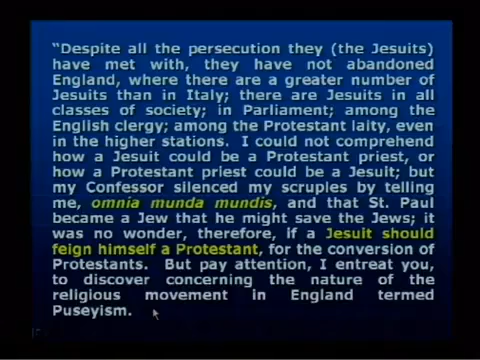 “Despite all the persecution they (the Jesuits)
have met with, they have not abandoned
England, where there are a greater number of
Jesuits than in Italy; there are Jesuits in all
classes of society; in Parliament; among the
English clergy; among the Protestant laity, even
in the higher stations. I could not comprehend
how a Jesuit could be a Protestant priest, or
how a Protestant priest could be a Jesuit; but
my Confessor silenced my scruples by telling
me, omnia munda mundis, and that St. Paul
became a Jew that he might save the Jews; it
was no wonder, therefore, if a Jesuit should
feign himself a Protestant, for the conversion of
Protestants. But pay attention, I entreat you,
to discover concerning the nature of the
religious movement in England termed
Puseyism.